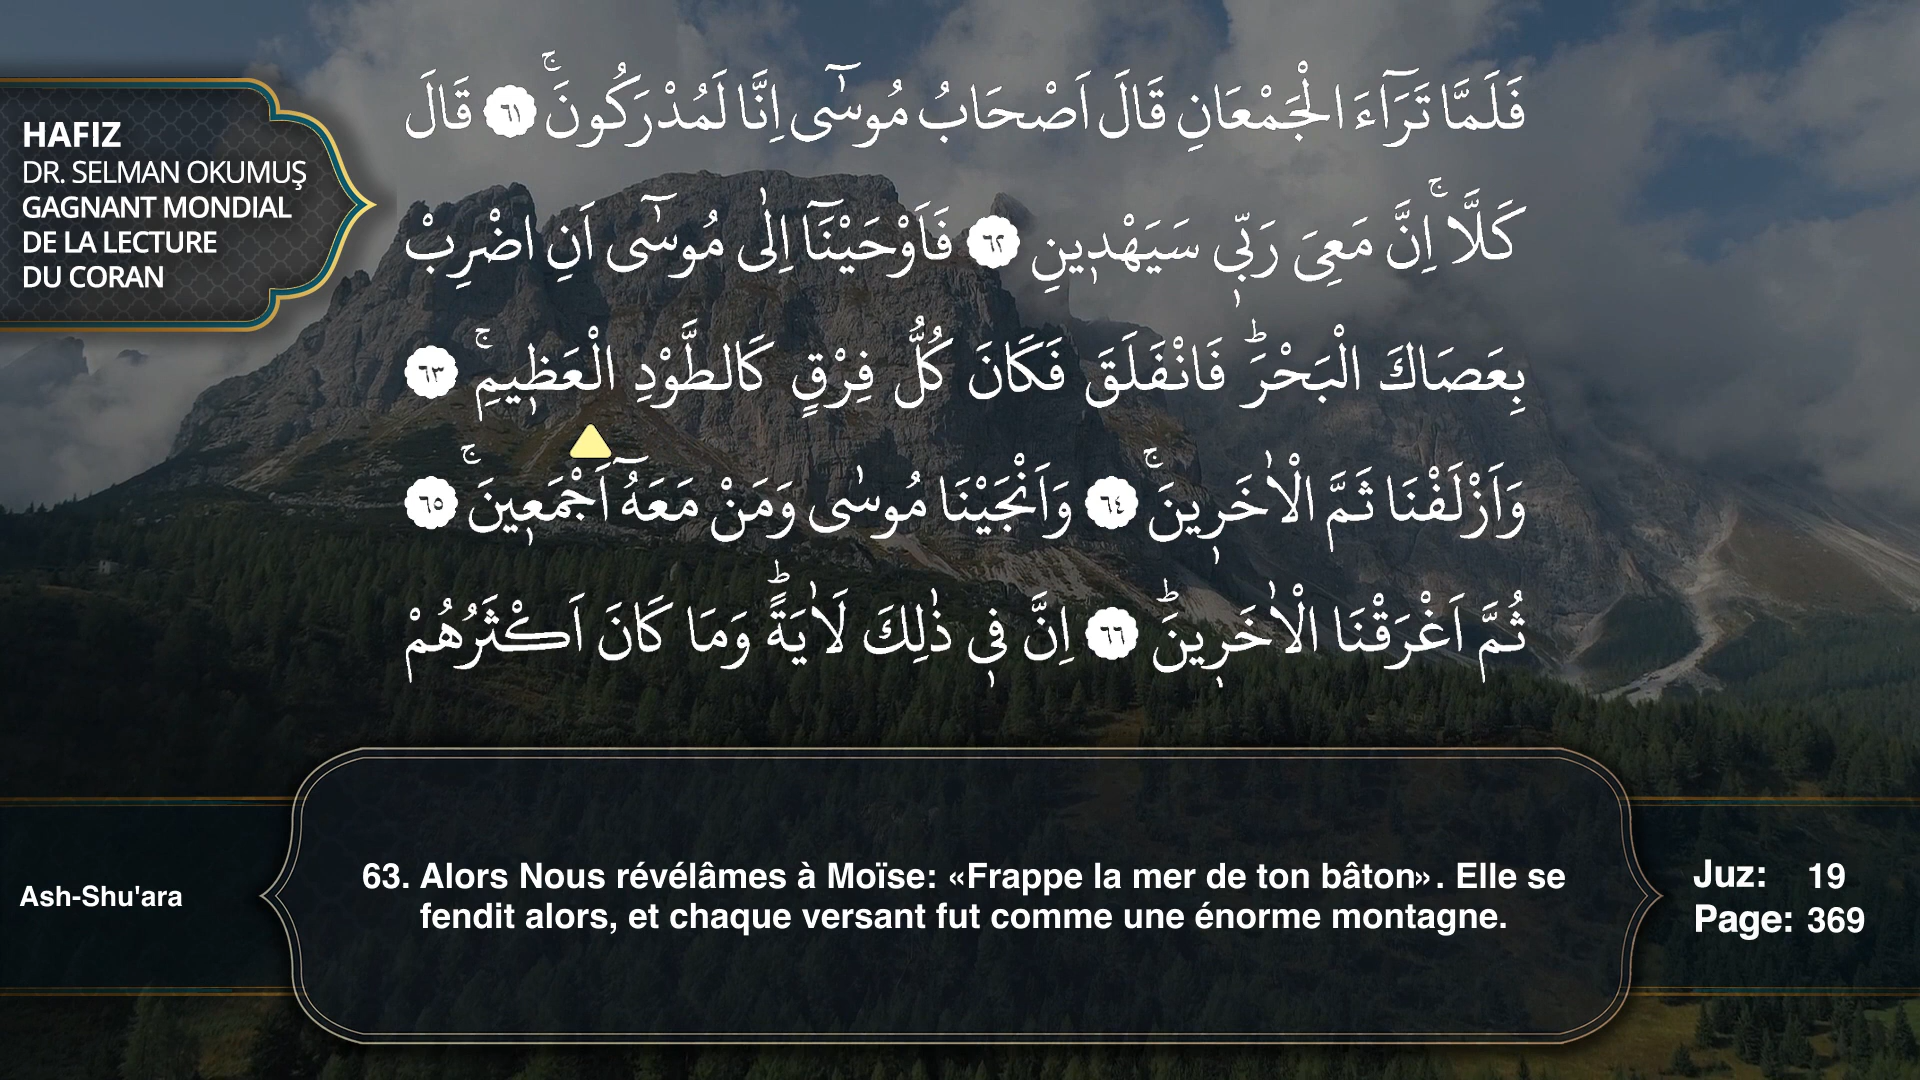 HAFIZ
DR. SELMAN OKUMUŞ
GAGNANT MONDIAL
DE LA LECTURE
DU CORAN
فَلَمَّا تَرَٓاءَ الْجَمْعَانِ قَالَ اَصْحَابُ مُوسٰٓى اِنَّا لَمُدْرَكُونَۚ ﴿٦١﴾ قَالَ
كَلَّاۚ اِنَّ مَعِىَ رَبّٖي سَيَهْدٖينِ ﴿٦٢﴾ فَاَوْحَيْنَٓا اِلٰى مُوسٰٓى اَنِ اضْرِبْ
بِعَصَاكَ الْبَحْرَؕ فَانْفَلَقَ فَكَانَ كُلُّ فِرْقٍ كَالطَّوْدِ الْعَظٖيمِۚ ﴿٦٣﴾
وَاَزْلَفْنَا ثَمَّ الْاٰخَرٖينَۚ ﴿٦٤﴾ وَاَنْجَيْنَا مُوسٰى وَمَنْ مَعَهُٓ اَجْمَعٖينَۚ ﴿٦٥﴾
ثُمَّ اَغْرَقْنَا الْاٰخَرٖينَؕ ﴿٦٦﴾ اِنَّ فٖي ذٰلِكَ لَاٰيَةًؕ وَمَا كَانَ اَكْثَرُهُمْ
63. Alors Nous révélâmes à Moïse: «Frappe la mer de ton bâton». Elle se
fendit alors, et chaque versant fut comme une énorme montagne.
Ash-Shu'ara
Juz: 19
Page: 369